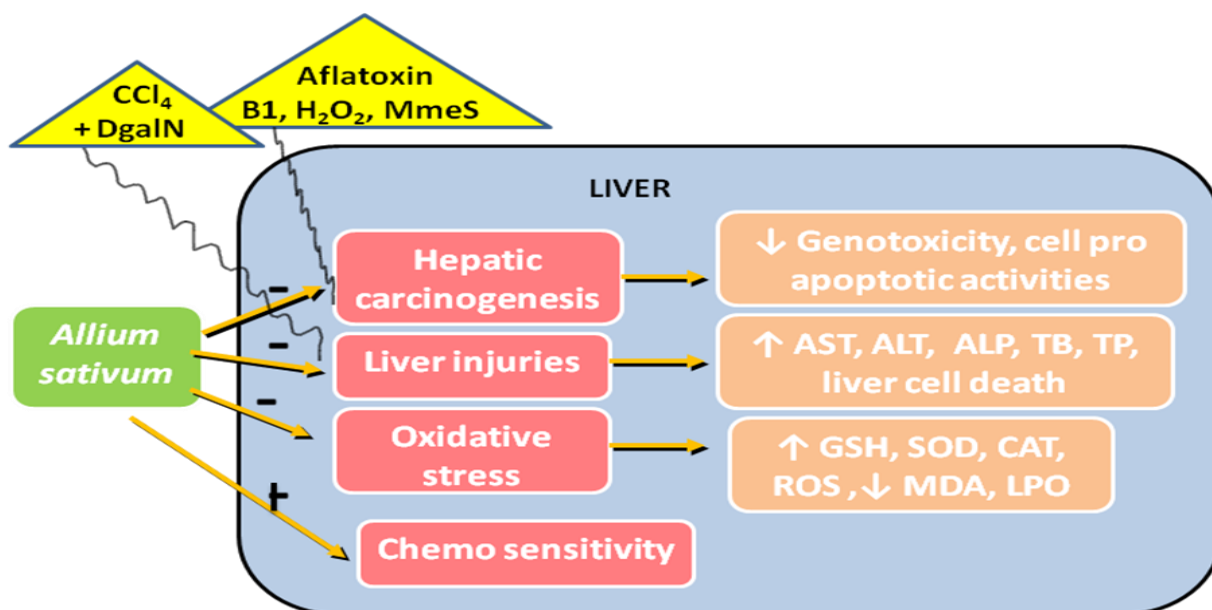 CCl₄
+ DgalN
Aflatoxin
B1, H₂O₂, MmeS
LIVER
Allium
sativum
-
-
-
+
Hepatic
carcinogenesis
↓ Genotoxicity, cell pro
apoptotic activities
Liver injuries
↑ AST, ALT, ALP, TB, TP,
liver cell death
Oxidative
stress
↑ GSH, SOD, CAT,
ROS ,↓ MDA, LPO
Chemo sensitivity